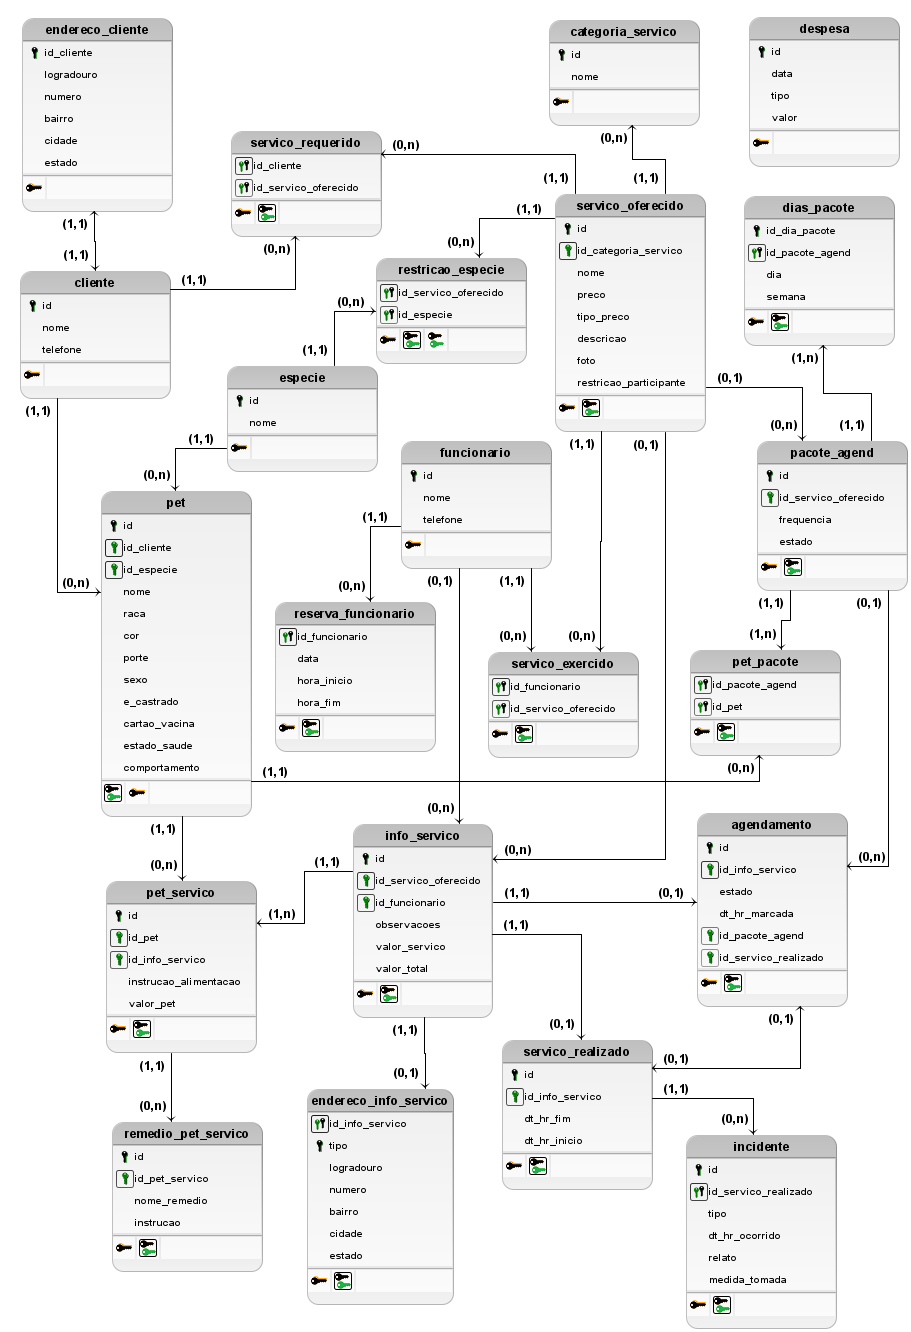 endereco_cliente
id_cliente
logradouro
numero
bairro
cidade
estado
(1,1)
(1,1)
cliente
id
nome
telefone
(1,1)
(1,1)
(0,n)
servico_requerido
id_cliente
id_servico_oferecido
(0,n)
(0,n)
categoria_servico
id
nome
(0,n)
(1,1)
(1,1)
despesa
id
data
tipo
valor
servico_oferecido
id
id_categoria_servico
nome
preco
tipo_preco
descricao
foto
restricao_participante
(1,1)
(0,n)
(0,1)
(0,n)
(1,1)
(0,1)
restricao_especie
id_servico_oferecido
id_especie
(0,n)
(1,1)
especie
id
nome
(1,1)
(0,n)
dias_pacote
id_dia_pacote
id_pacote_agend
dia
semana
(1,n)
(1,1)
pacote_agend
id
id_servico_oferecido
frequencia
estado
(1,1)
(0,1)
(1,n)
pet
id
id_cliente
id_especie
nome
raca
cor
porte
sexo
e_castrado
cartao_vacina
estado_saude
comportamento
(1,1)
(1,1)
(0,n)
funcionario
id
nome
telefone
(1,1)
(0,n)
(0,1)
(1,1)
reserva_funcionario
id_funcionario
data
hora_inicio
hora_fim
(0,n)
(0,n)
servico_exercido
id_funcionario
id_servico_oferecido
pet_pacote
id_pacote_agend
id_pet
(0,n)
(0,n)
info_servico
id
id_servico_oferecido
id_funcionario
observacoes
valor_servico
valor_total
(0,n)
(1,1)
(1,n)
(1,1)
(0,1)
(1,1)
(0,1)
(1,1)
(0,1)
agendamento
id
id_info_servico
estado
dt_hr_marcada
id_pacote_agend
id_servico_realizado
(0,n)
(0,1)
(0,1)
pet_servico
id
id_pet
id_info_servico
instrucao_alimentacao
valor_pet
(1,1)
(0,n)
remedio_pet_servico
id
id_pet_servico
nome_remedio
instrucao
endereco_info_servico
id_info_servico
tipo
logradouro
numero
bairro
cidade
estado
servico_realizado
id
id_info_servico
dt_hr_fim
dt_hr_inicio
(1,1)
(0,n)
incidente
id
id_servico_realizado
tipo
dt_hr_ocorrido
relato
medida_tomada